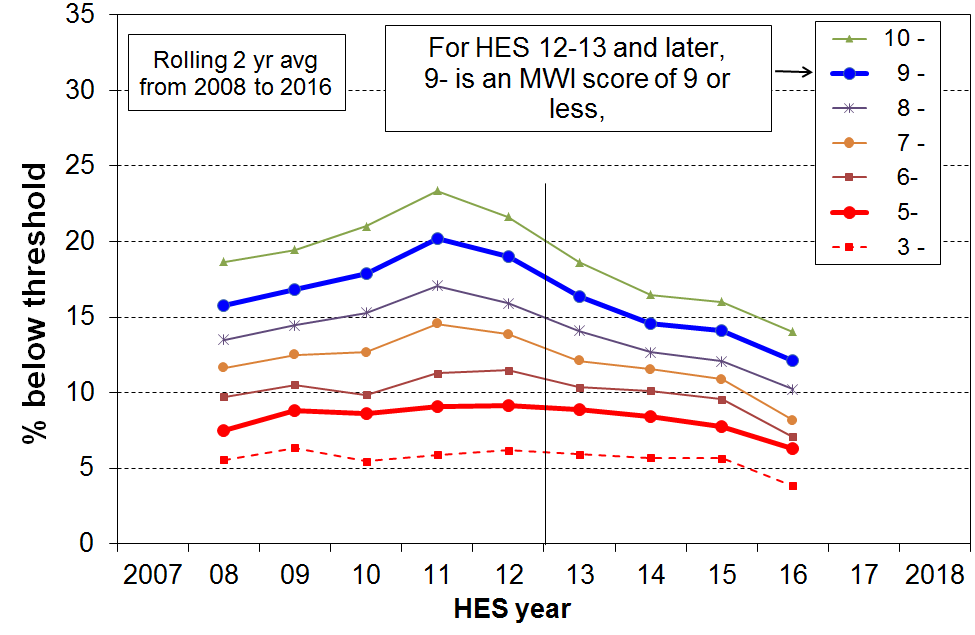 35
30
25
20
15
10
5
0
% below threshold
Rolling 2 yr avg
from 2008 to 2016
For HES 12-13 and later,
9- is an MWI score of 9 or
less,
10 -
9 -
8 -
7 -
6-
5-
3 -
2007 08 09 10 11 12 13 14 15 16 17 2018
HES year